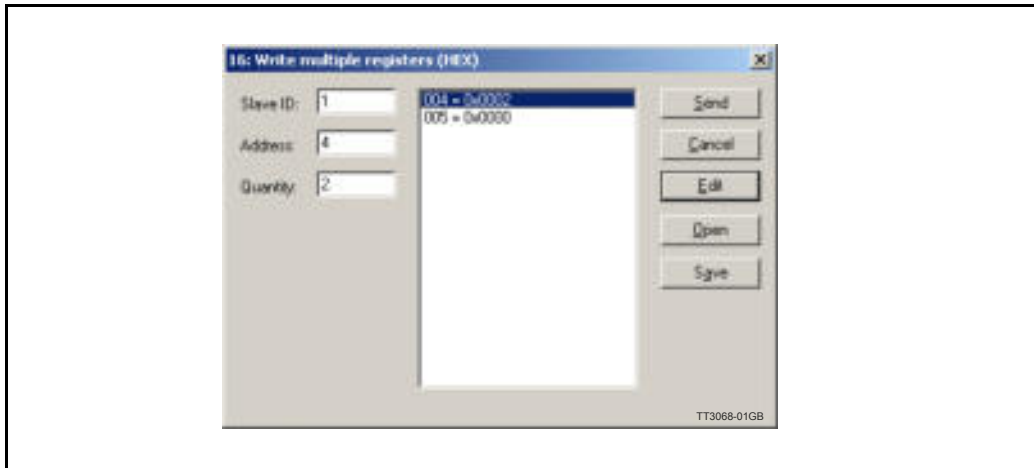 16: Write multiple registers (HEX)
Slave ID: 1
Address: 4
Quantity: 2
004 = 0x0002
005 = 0x0000
Send
Cancel
Edit
Open
Save
TT3068-01GB